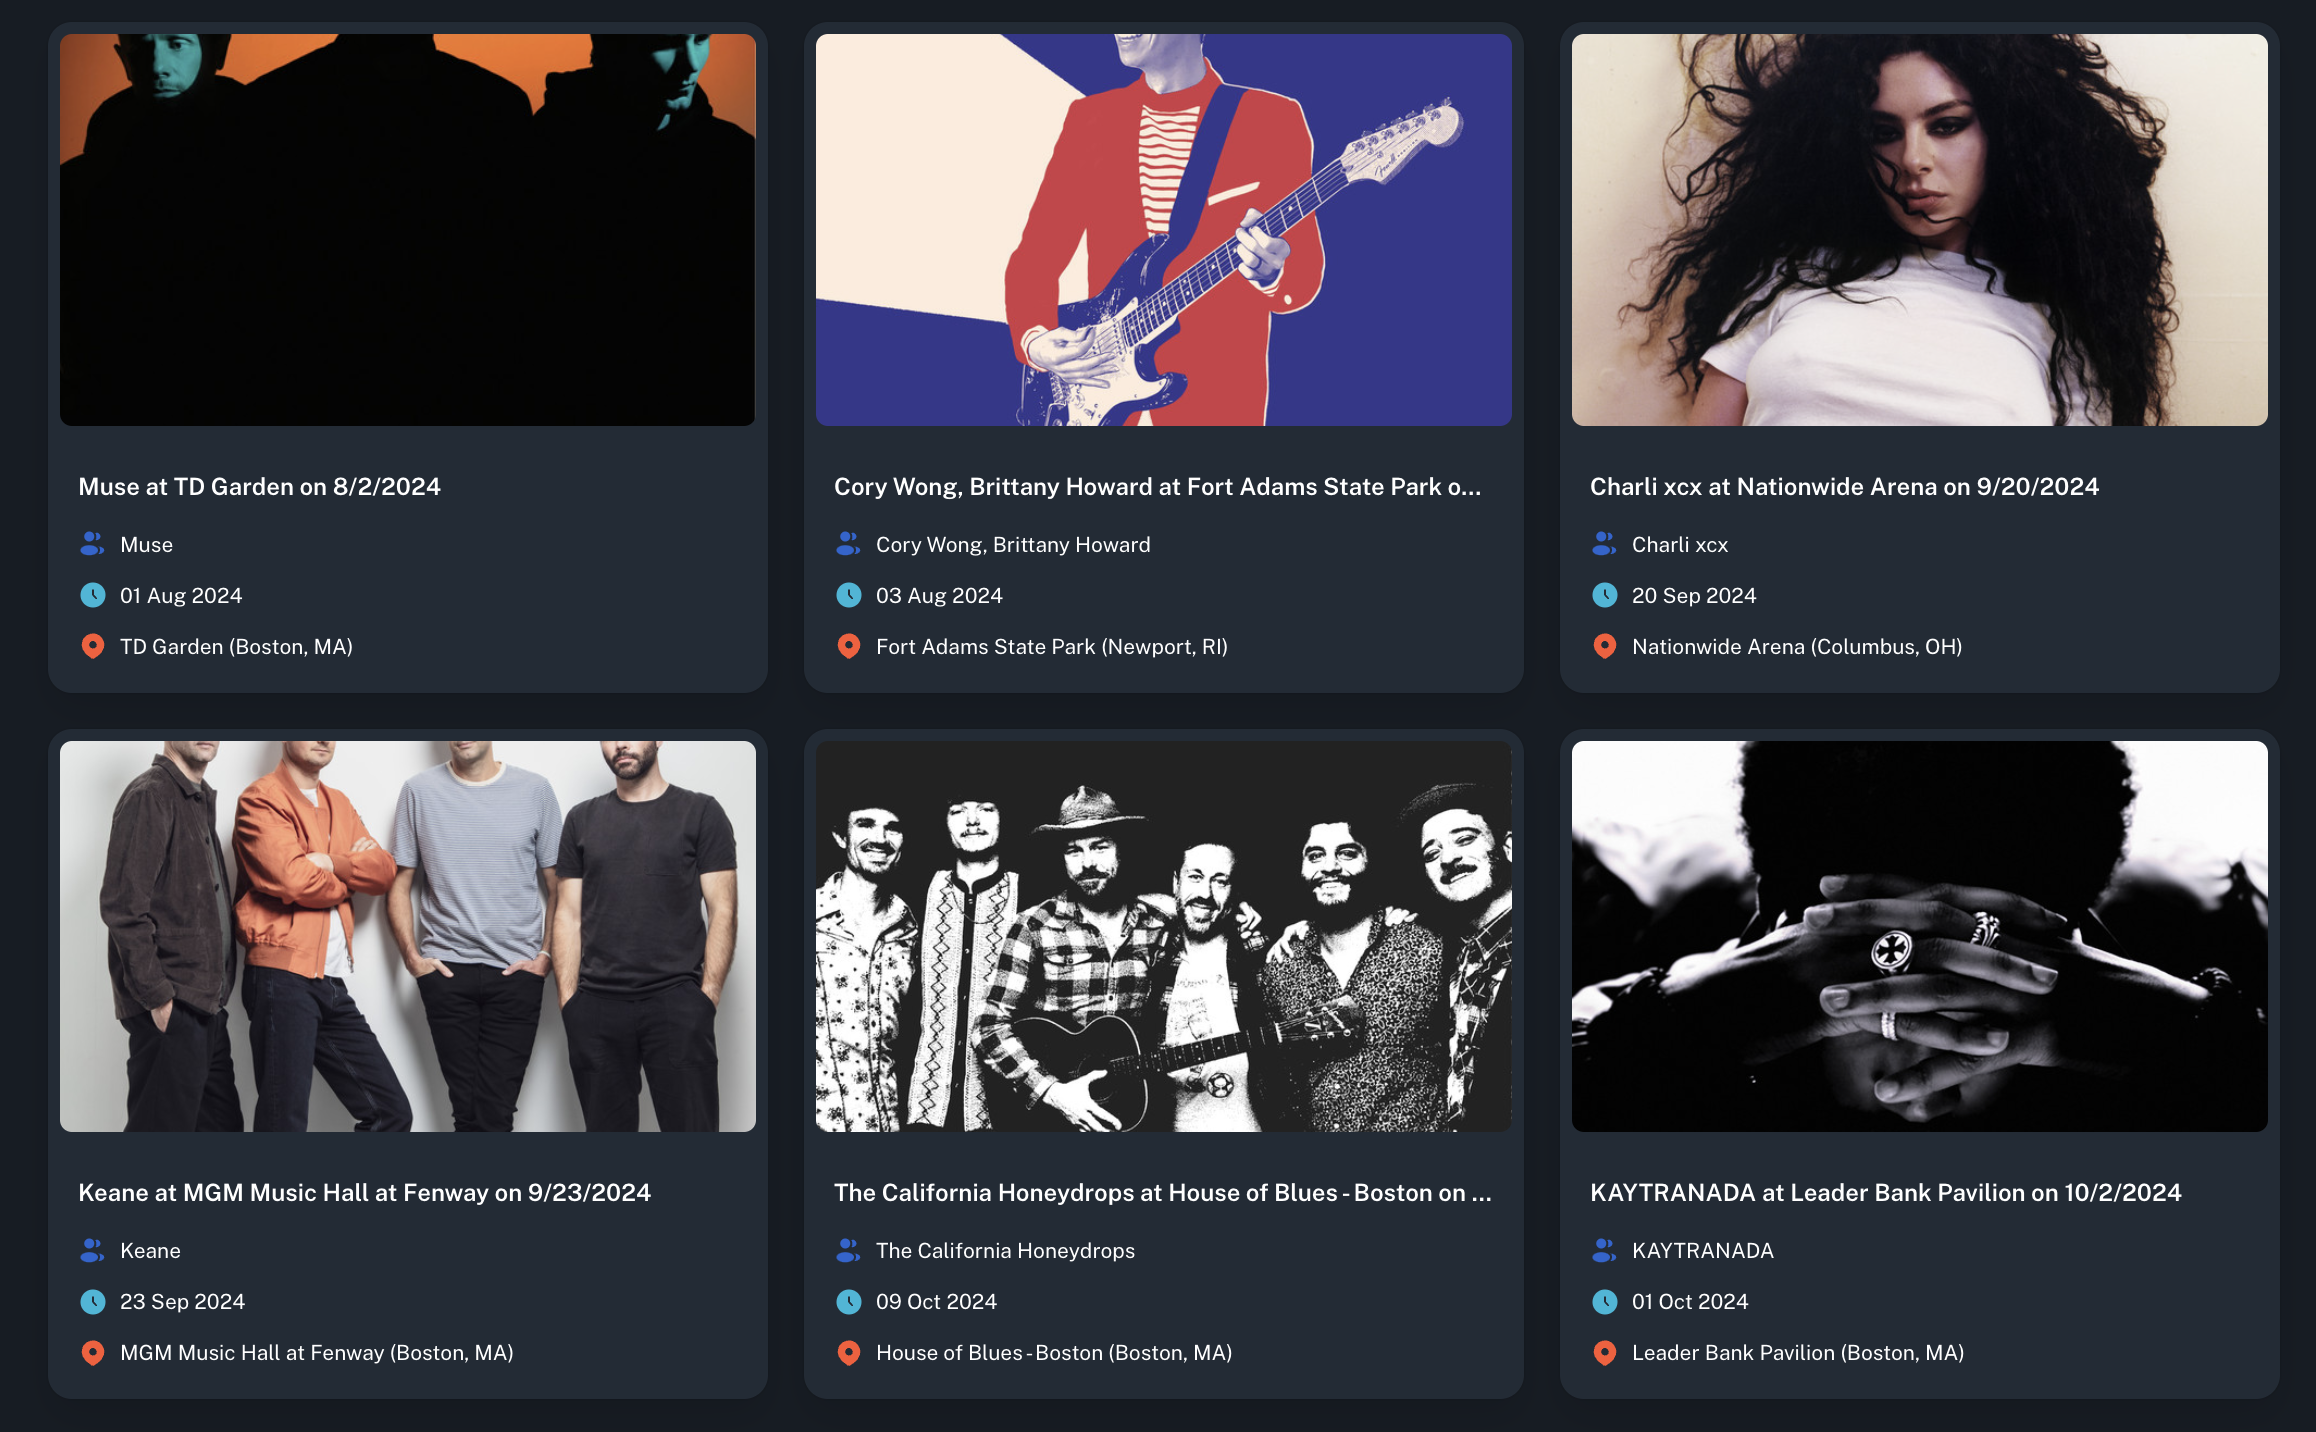 Muse at TD Garden on 8/2/2024
Muse
01 Aug 2024
TD Garden (Boston, MA)
Cory Wong, Brittany Howard at Fort Adams State Park o...
Cory Wong, Brittany Howard
03 Aug 2024
Fort Adams State Park (Newport, RI)
Charli xcx at Nationwide Arena on 9/20/2024
Charli xcx
20 Sep 2024
Nationwide Arena (Columbus, OH)
Keane at MGM Music Hall at Fenway on 9/23/2024
Keane
23 Sep 2024
MGM Music Hall at Fenway (Boston, MA)
The California Honeydrops at House of Blues - Boston on ...
The California Honeydrops
09 Oct 2024
House of Blues - Boston (Boston, MA)
KAYTRANADA at Leader Bank Pavilion on 10/2/2024
KAYTRANADA
01 Oct 2024
Leader Bank Pavilion (Boston, MA)